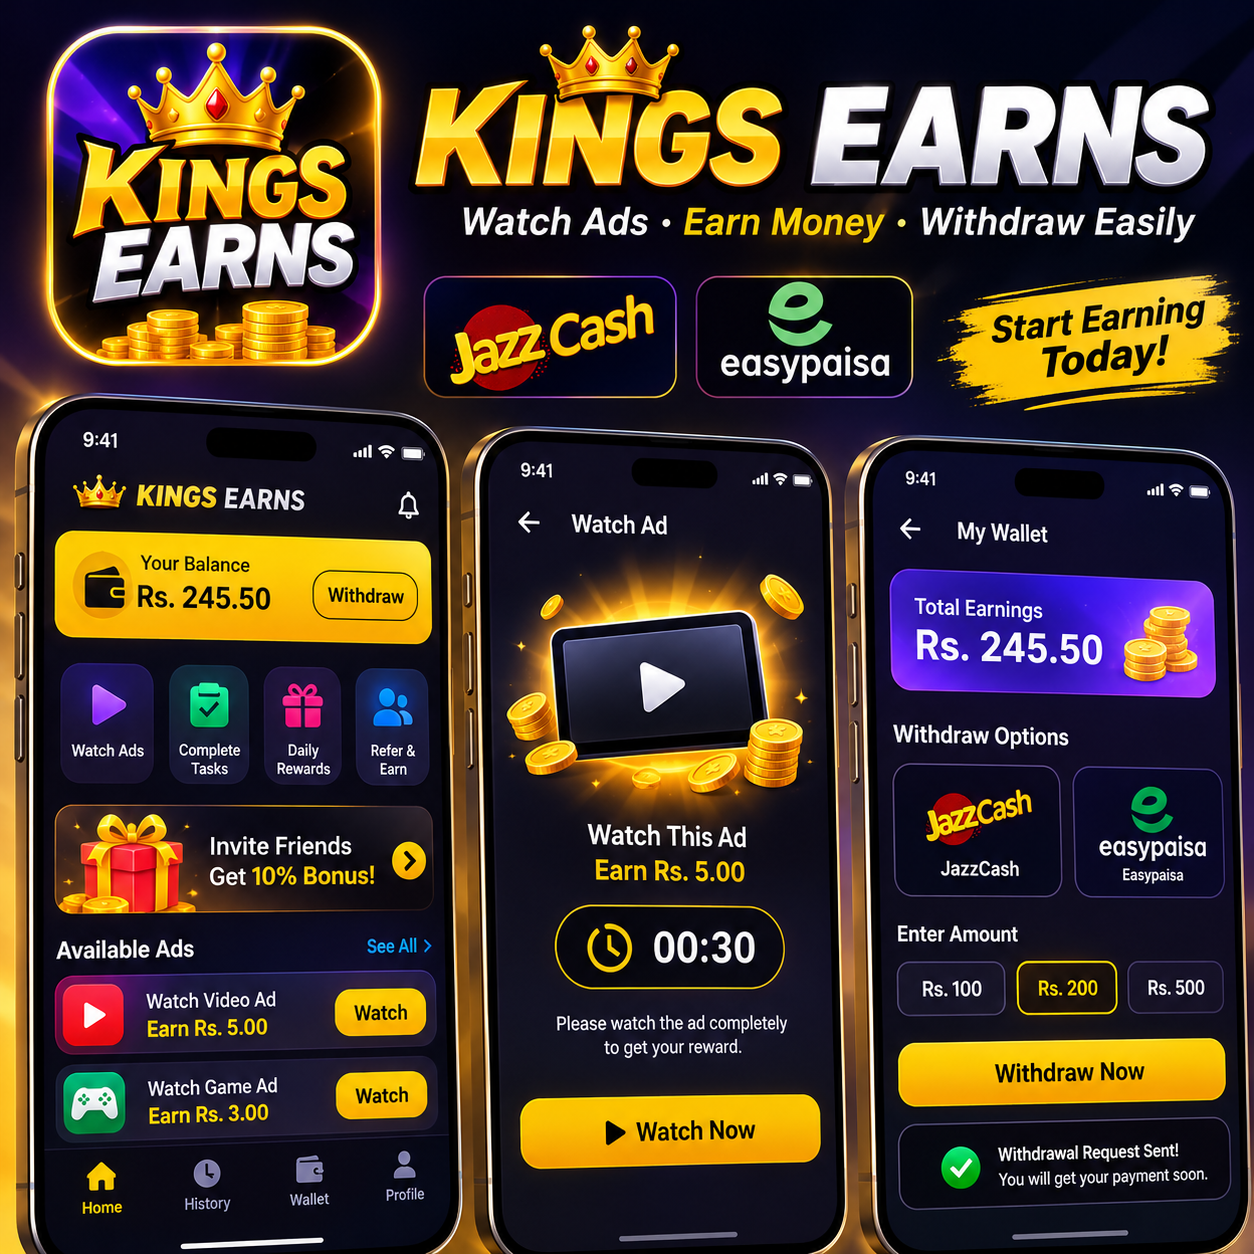 KINGS
EARNS
KINGS EARNS
Watch Ads • Earn Money • Withdraw Easily
JazzCash
easypaisa
Start Earning
Today!
9:41
KINGS EARNS
Your Balance
Rs. 245.50
Withdraw
Watch Ads
Complete
Tasks
Daily
Rewards
Refer &
Earn
Invite Friends
Get 10% Bonus!
Available Ads
See All >
Watch Video Ad
Earn Rs. 5.00
Watch
Watch Game Ad
Earn Rs. 3.00
Watch
Home
History
Wallet
Profile
9:41
Watch Ad
Watch This Ad
Earn Rs. 5.00
00:30
Please watch the ad completely
to get your reward.
Watch Now
9:41
My Wallet
Total Earnings
Rs. 245.50
Withdraw Options
JazzCash
JazzCash
easypaisa
Easypaisa
Enter Amount
Rs. 100
Rs. 200
Rs. 500
Withdraw Now
Withdrawal Request Sent!
You will get your payment soon.